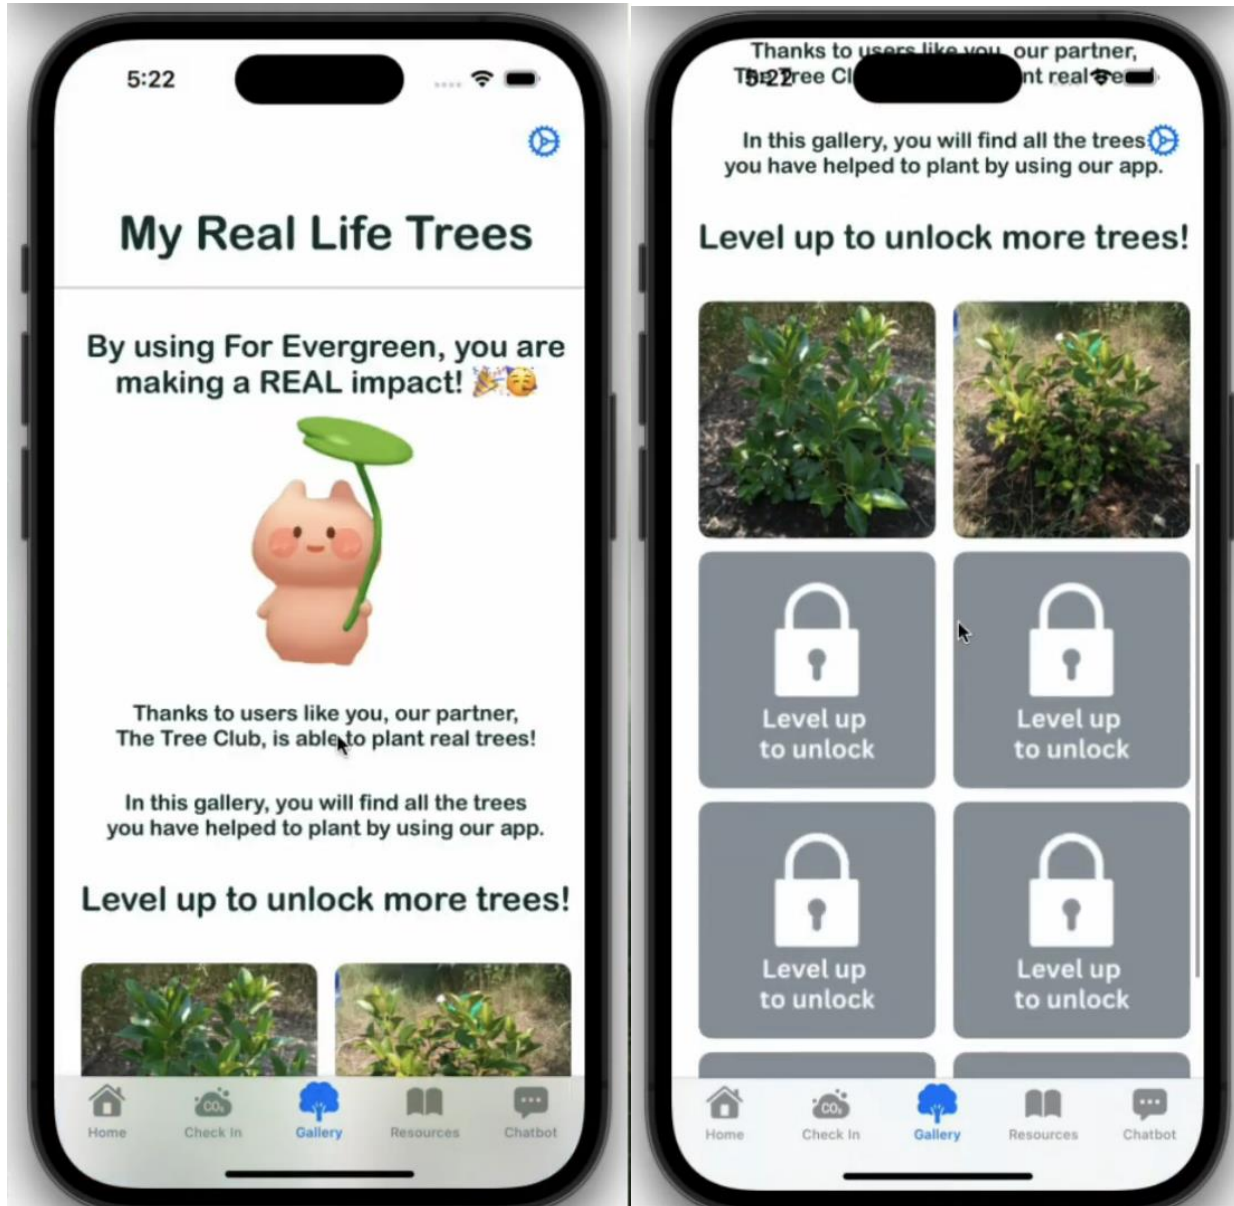 5:22
My Real Life Trees
By using For Evergreen, you are
making a REAL impact! 🎉🥳
Thanks to users like you, our partner,
The Tree Club, is able to plant real trees!
In this gallery, you will find all the trees
you have helped to plant by using our app.
Level up to unlock more trees!
Home
CO₂
Check In
Gallery
Resources
Chatbot
Thanks to users like you, our partner,
5:22
In this gallery, you will find all the trees
you have helped to plant by using our app.
Level up to unlock more trees!
Level up
to unlock
Level up
to unlock
Level up
to unlock
Level up
to unlock
Home
CO₂
Check In
Gallery
Resources
Chatbot